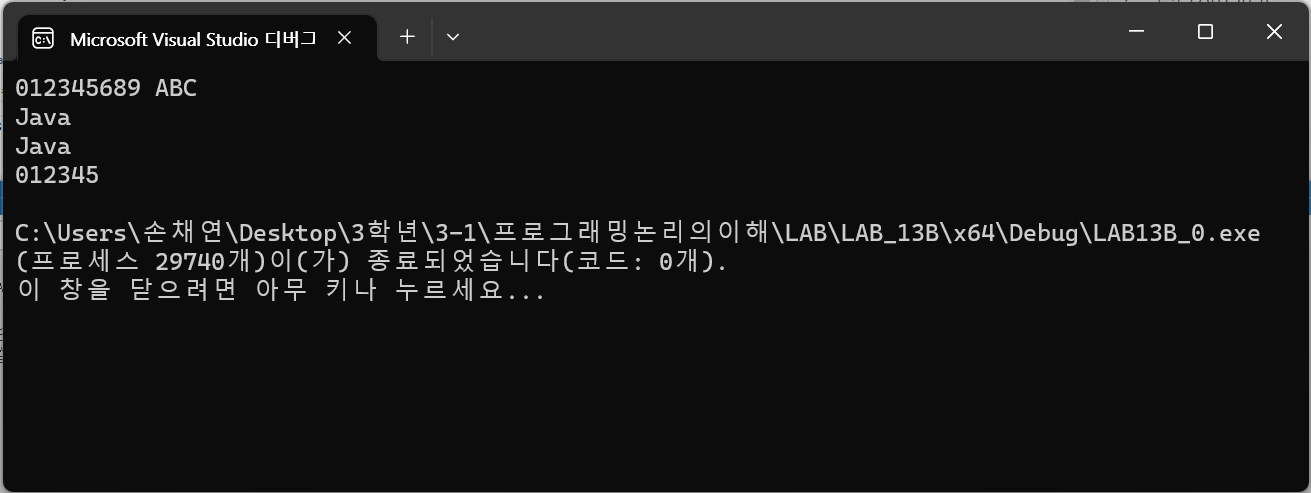 Microsoft Visual Studio 디버그
012345689 ABC
Java
Java
012345
C:\Users\손채연\Desktop\3학년\3-1\프로그래밍논리의이해\LAB\LAB_13B\x64\Debug\LAB13B_0.exe
(프로세스 29740개)이(가) 종료되었습니다(코드: 0개).
이 창을 닫으려면 아무 키나 누르세요...